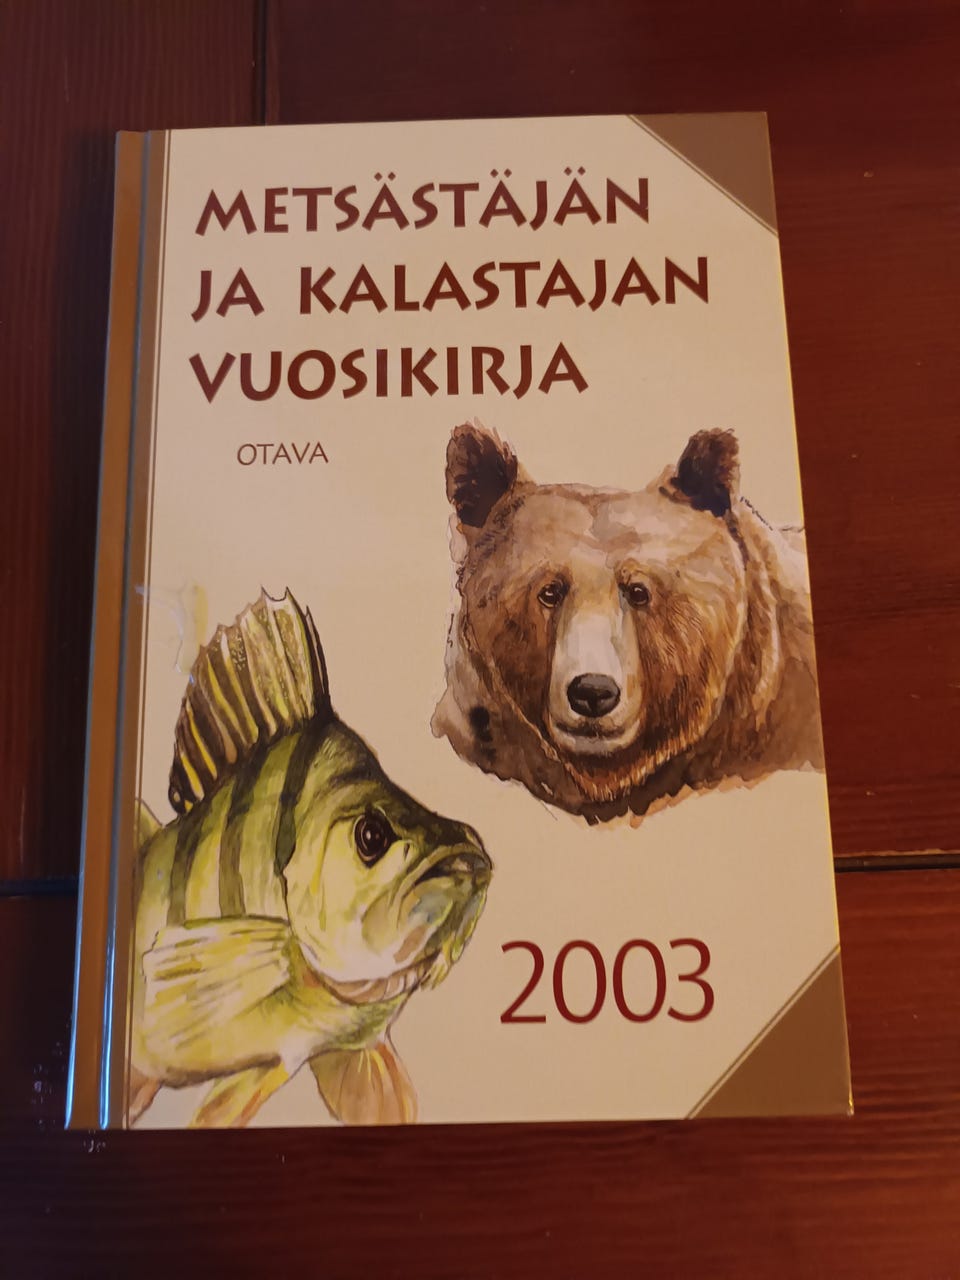 METSÄSTÄJÄN
JA KALASTAJAN
VUOSIKIRJA
OTAVA
2003